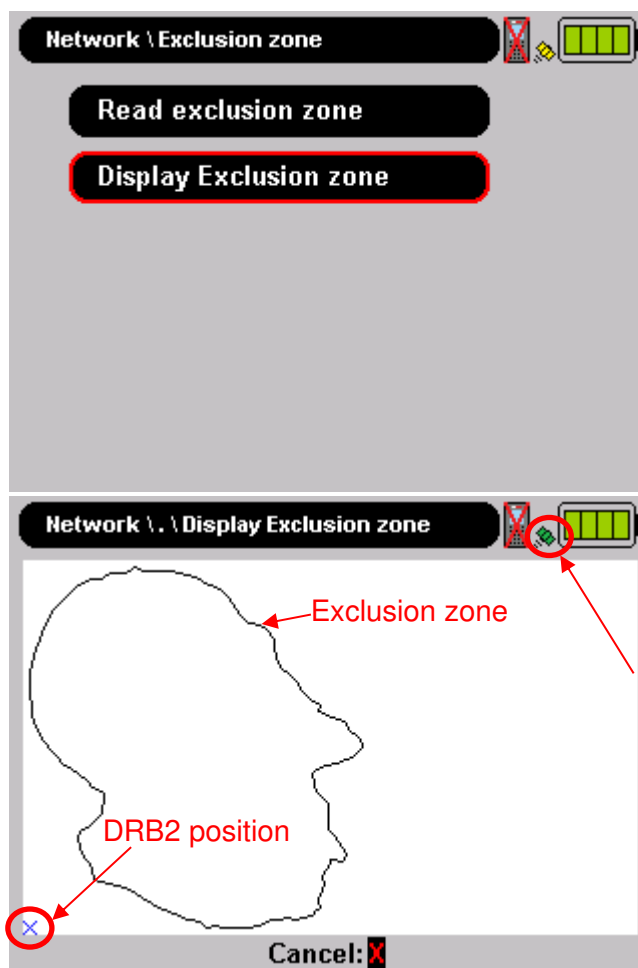 Network \ Exclusion zone
Read exclusion zone
Display Exclusion zone
Network \ . \ Display Exclusion zone
Exclusion zone
DRB2 position
Cancel: X